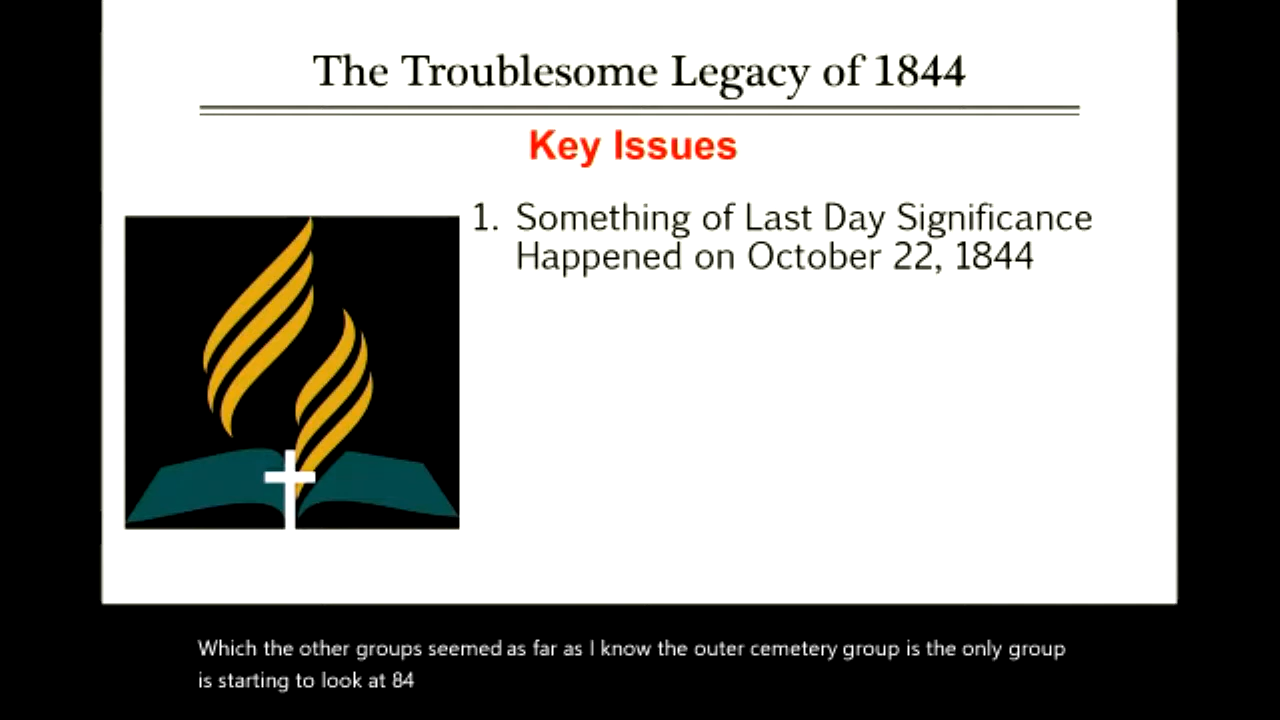 The Troublesome Legacy of 1844
Key Issues
1. Something of Last Day Significance
Happened on October 22, 1844
Which the other groups seemed as far as I know the outer cemetery group is the only group
is starting to look at 84